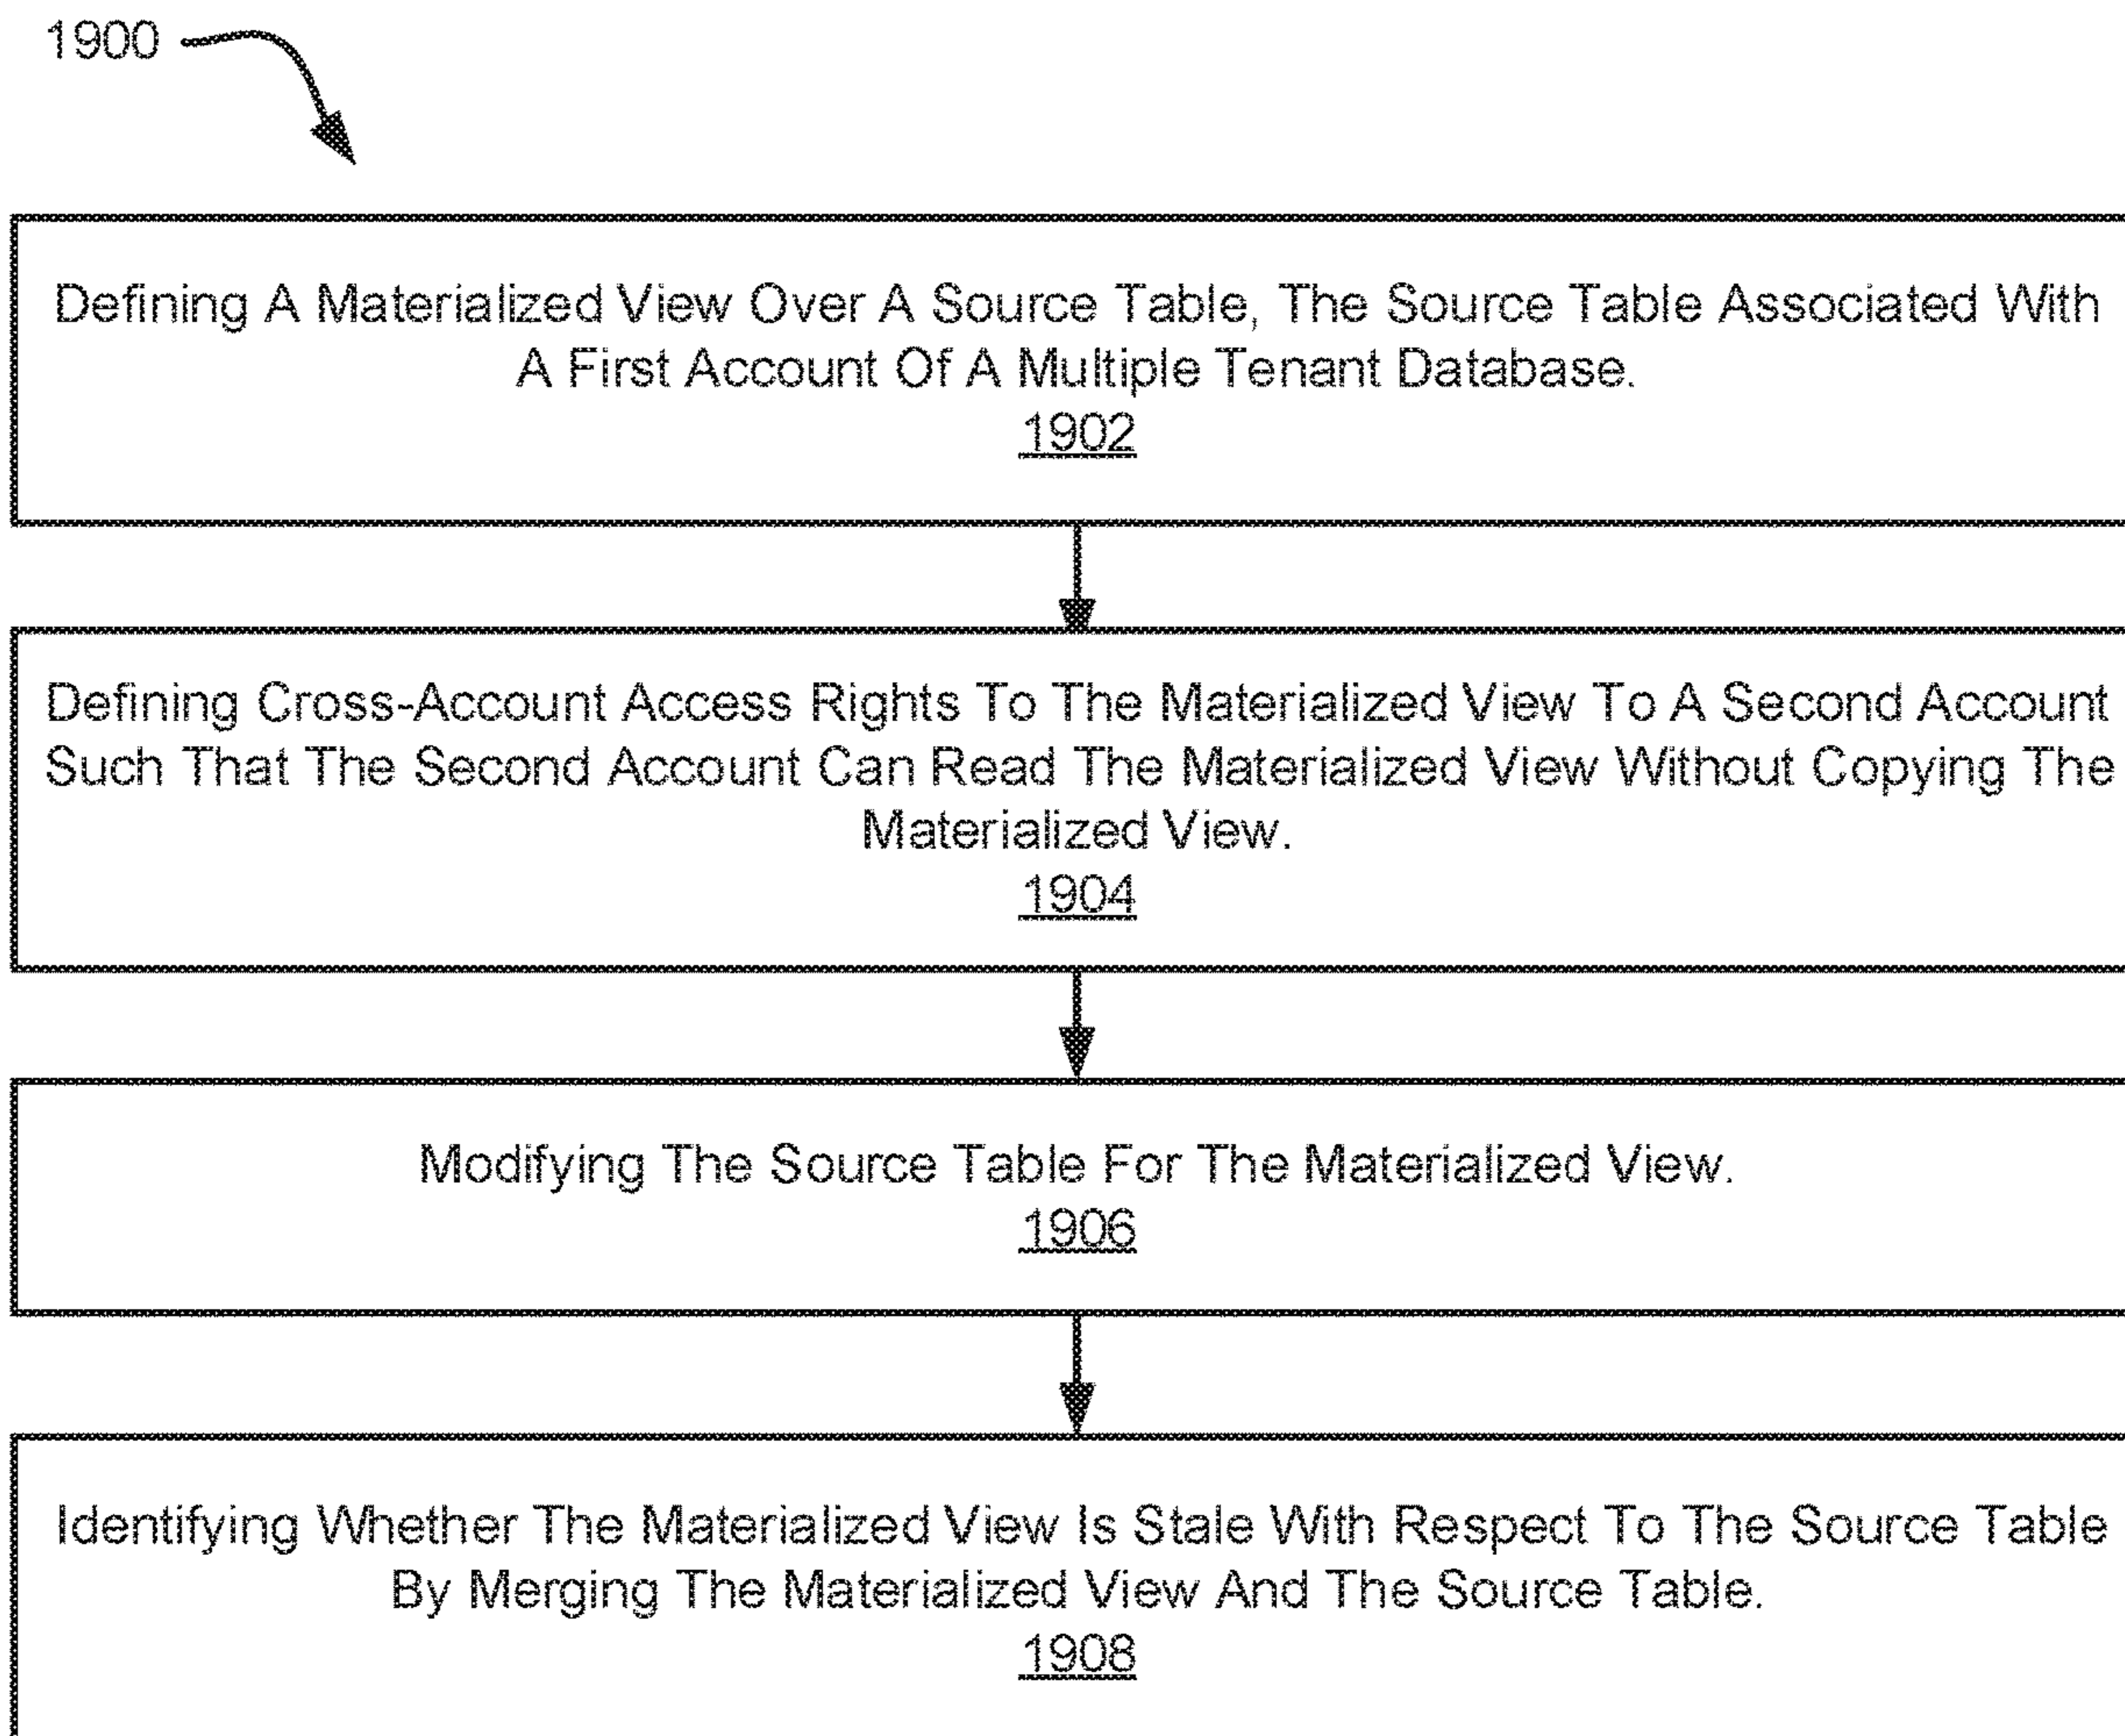 1900
Defining A Materialized View Over A Source Table, The Source Table Associated With
A First Account Of A Multiple Tenant Database.
1902
Defining Cross-Account Access Rights To The Materialized View To A Second Account
Such That The Second Account Can Read The Materialized View Without Copying The
Materialized View.
1904
Modifying The Source Table For The Materialized View.
1906
Identifying Whether The Materialized View Is Stale With Respect To The Source Table
By Merging The Materialized View And The Source Table.
1908